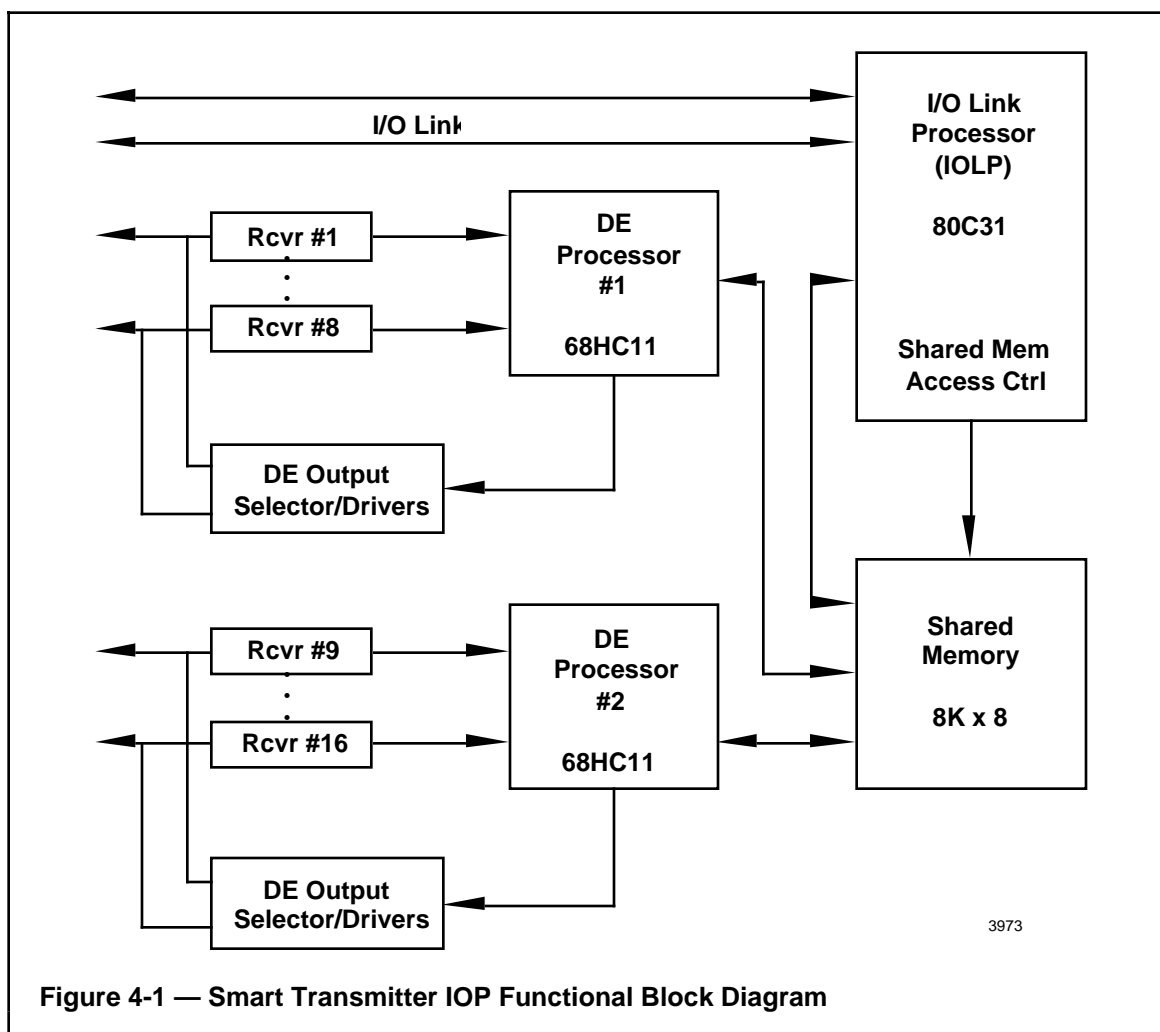 I/O Link
I/O Link
Processor
(IOLP)
80C31
Shared Mem
Access Ctrl
Rcvr #1
Rcvr #8
DE
Processor
#1
68HC11
DE Output
Selector/Drivers
Rcvr #9
Rcvr #16
DE
Processor
#2
68HC11
Shared
Memory
8K x 8
DE Output
Selector/Drivers
3973
Figure 4-1 — Smart Transmitter IOP Functional Block Diagram